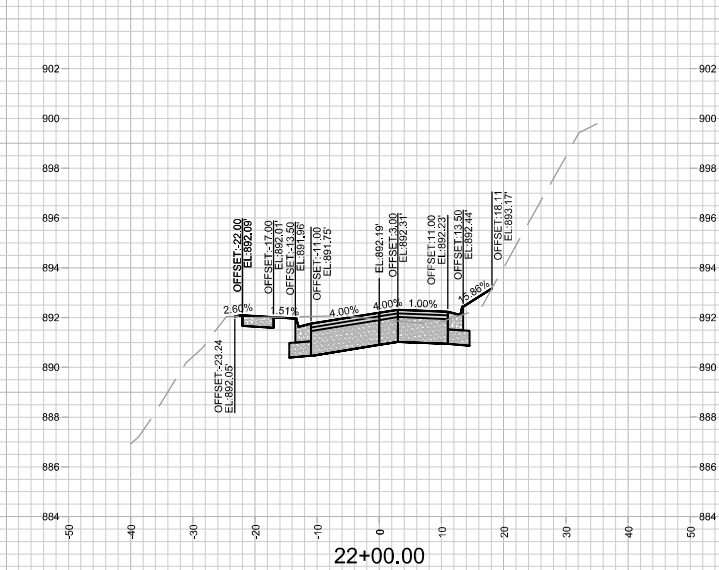 902
902
900
900
898
898
896
896
894
894
892
892
890
890
888
888
886
886
884
884
OFFSET:-23.24
EL:892.05'
OFFSET:-22.00
EL:892.09'
OFFSET:-17.00
EL:892.01'
OFFSET:-13.50
EL:891.96'
OFFSET:-11.00
EL:891.75'
EL:892.19'
OFFSET:3.00
EL:892.31'
OFFSET:11.00
EL:892.23'
OFFSET:13.50
EL:892.44'
OFFSET:18.11
EL:893.17'
2.60%
1.51%
4.00%
4.00%
1.00%
15.86%
-50
-40
-30
-20
-10
0
10
20
30
40
50
22+00.00